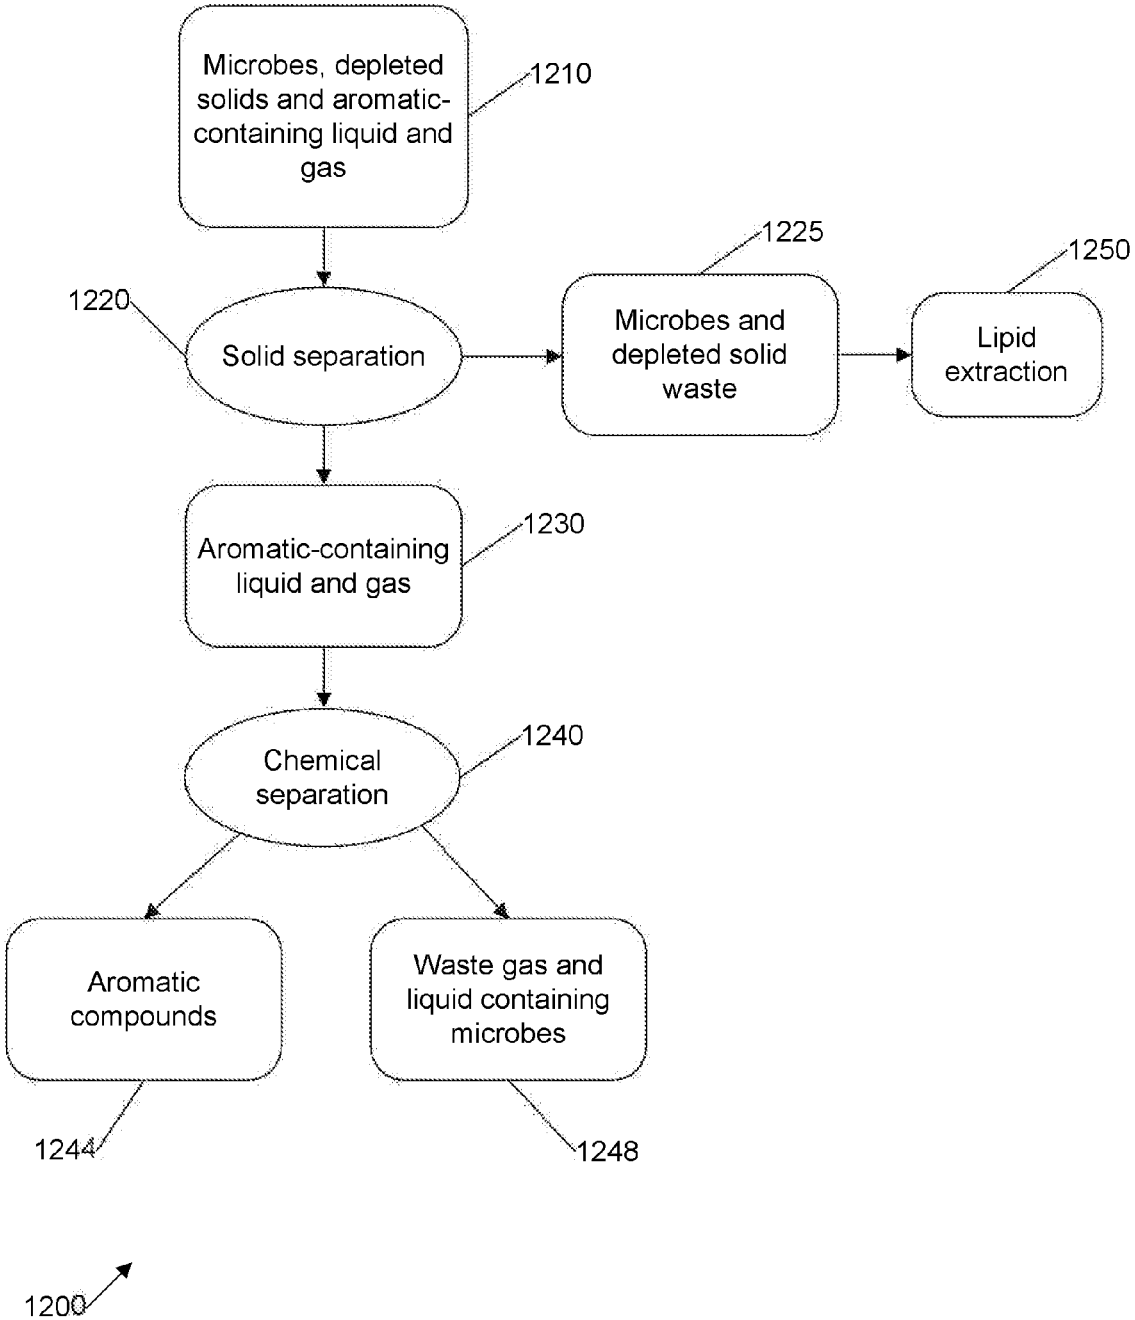 Microbes, depleted
solids and aromatic-
containing liquid and
gas
1210
1220
Solid separation
1225
Microbes and
depleted solid
waste
1250
Lipid
extraction
1230
Aromatic-containing
liquid and gas
1240
Chemical
separation
Aromatic
compounds
Waste gas and
liquid containing
microbes
1244
1248
1200